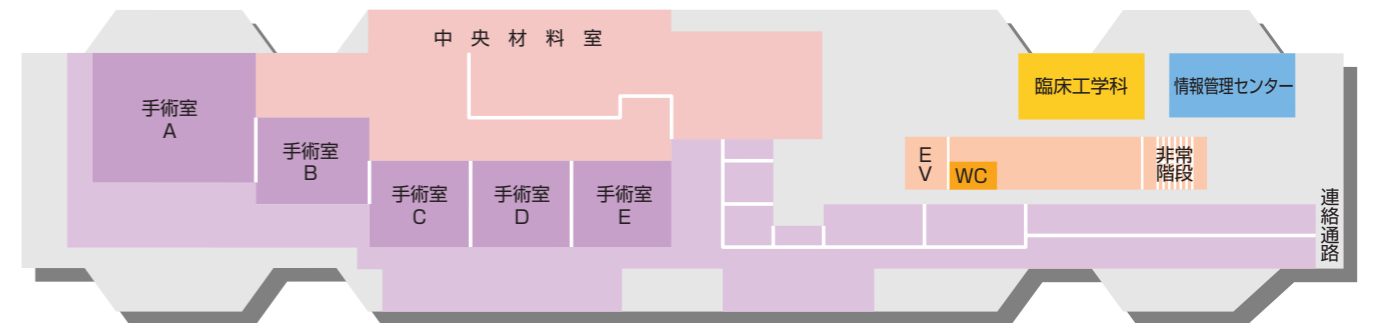 中央材料室
手術室
A
手術室
B
手術室
C
手術室
D
手術室
E
臨床工学科
情報管理センター
EV
WC
非常
階段
連絡通路